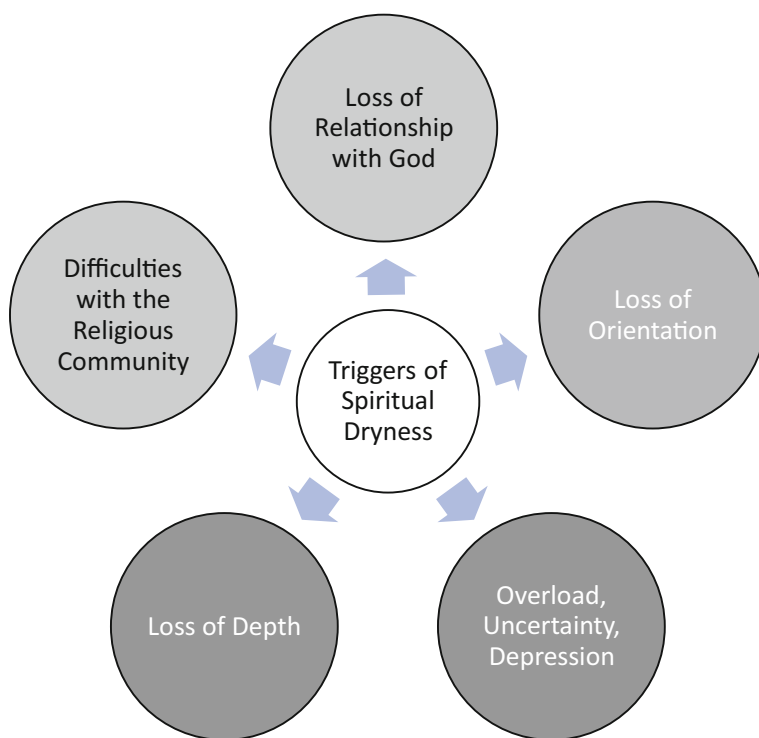 Loss of
Relationship
with God
Difficulties
with the
Religious
Community
Loss of
Orientation
Triggers of
Spiritual
Dryness
Loss of Depth
Overload,
Uncertainty,
Depression